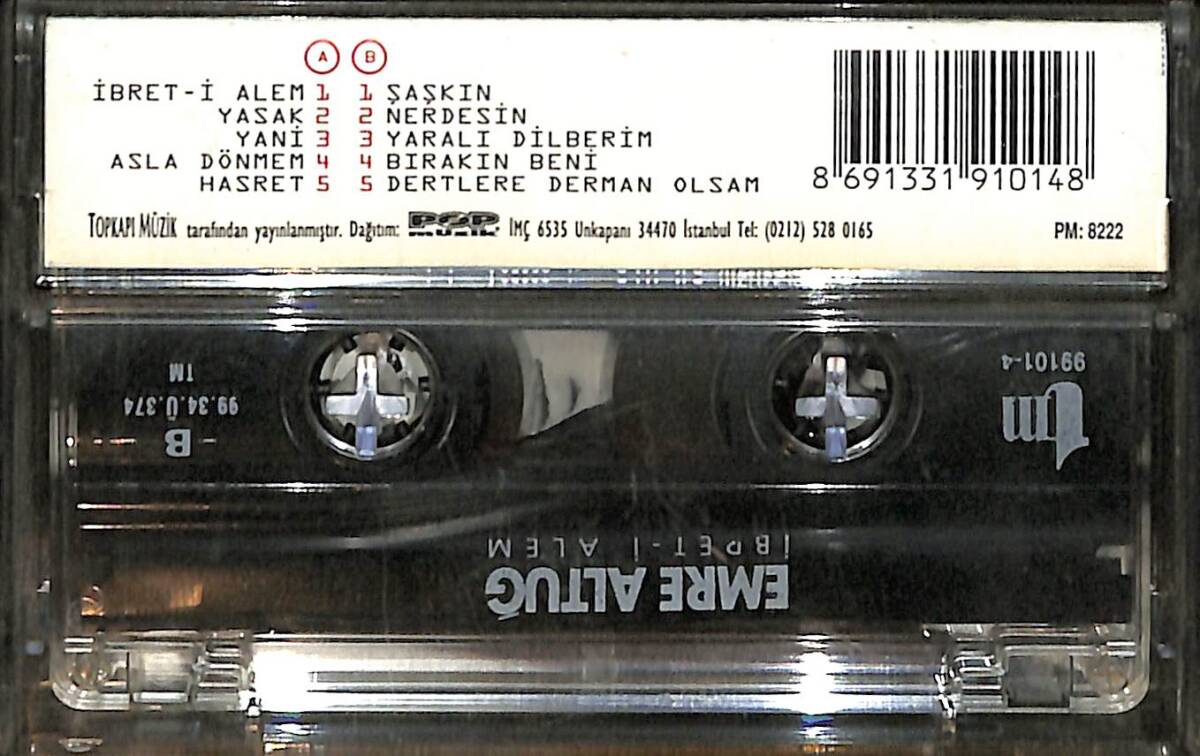 A B
İBRET-İ ALEM 1 1 ŞAŞKIN
YASAK 2 2 NERDESİN
YANİ 3 3 YARALI DİLBERİM
ASLA DÖNMEM 4 4 BIRAKIN BENİ
HASRET 5 5 DERTLERE DERMAN OLSAM
8 691331 910148
TOPKAPI MÜZİK tarafından yayınlanmıştır. Dağıtım: POP MÜZİK İMÇ 6535 Unkapanı 34470 İstanbul Tel: (0212) 528 0165 PM: 8222
EMRE ALTUĞ
İBRET-İ ALEM
tm
99101-4
B
99.34.Ü.374
TM